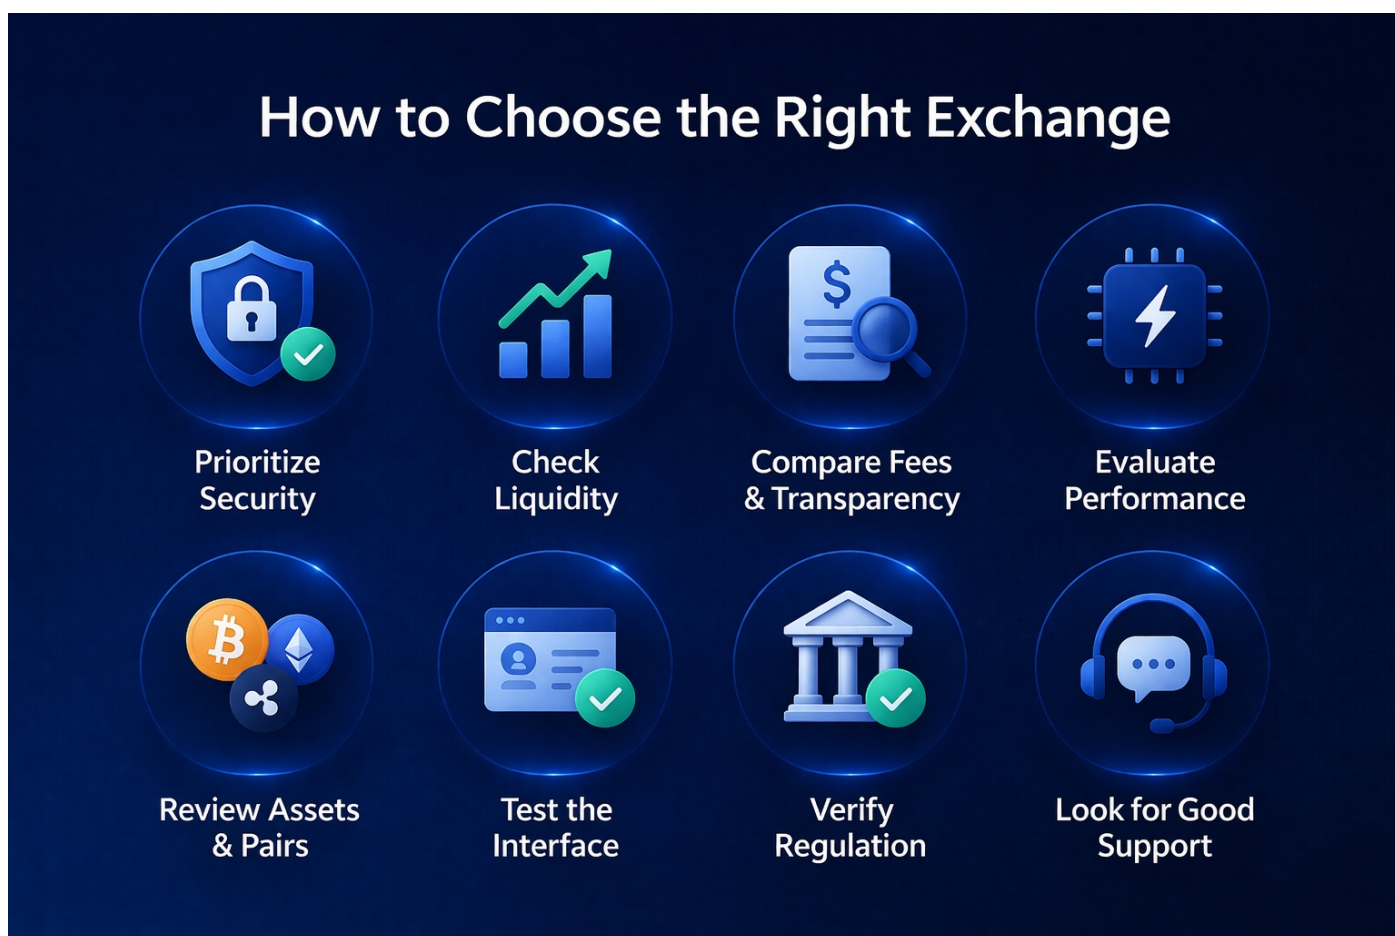 How to Choose the Right Exchange
Prioritize
Security
Check
Liquidity
Compare Fees
& Transparency
Evaluate
Performance
Review Assets
& Pairs
Test the
Interface
Verify
Regulation
Look for Good
Support